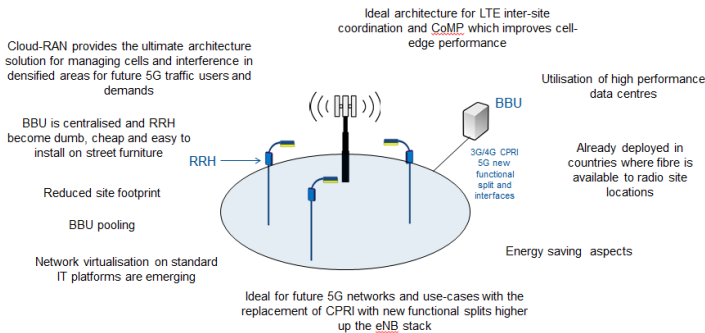 Ideal architecture for LTE inter-site
coordination and CoMP which improves cell-
edge performance
Cloud-RAN provides the ultimate architecture
solution for managing cells and interference in
densified areas for future 5G traffic users and
demands
BBU is centralised and RRH
become dumb, cheap and easy to
install on street furniture
Reduced site footprint
BBU pooling
Network virtualisation on standard
IT platforms are emerging
RRH
BBU
3G/4G CPRI
5G new
functional
split and
interfaces
Utilisation of high performance
data centres
Already deployed in
countries where fibre is
available to radio site
locations
Energy saving aspects
Ideal for future 5G networks and use-cases with the
replacement of CPRI with new functional splits higher
up the eNB stack